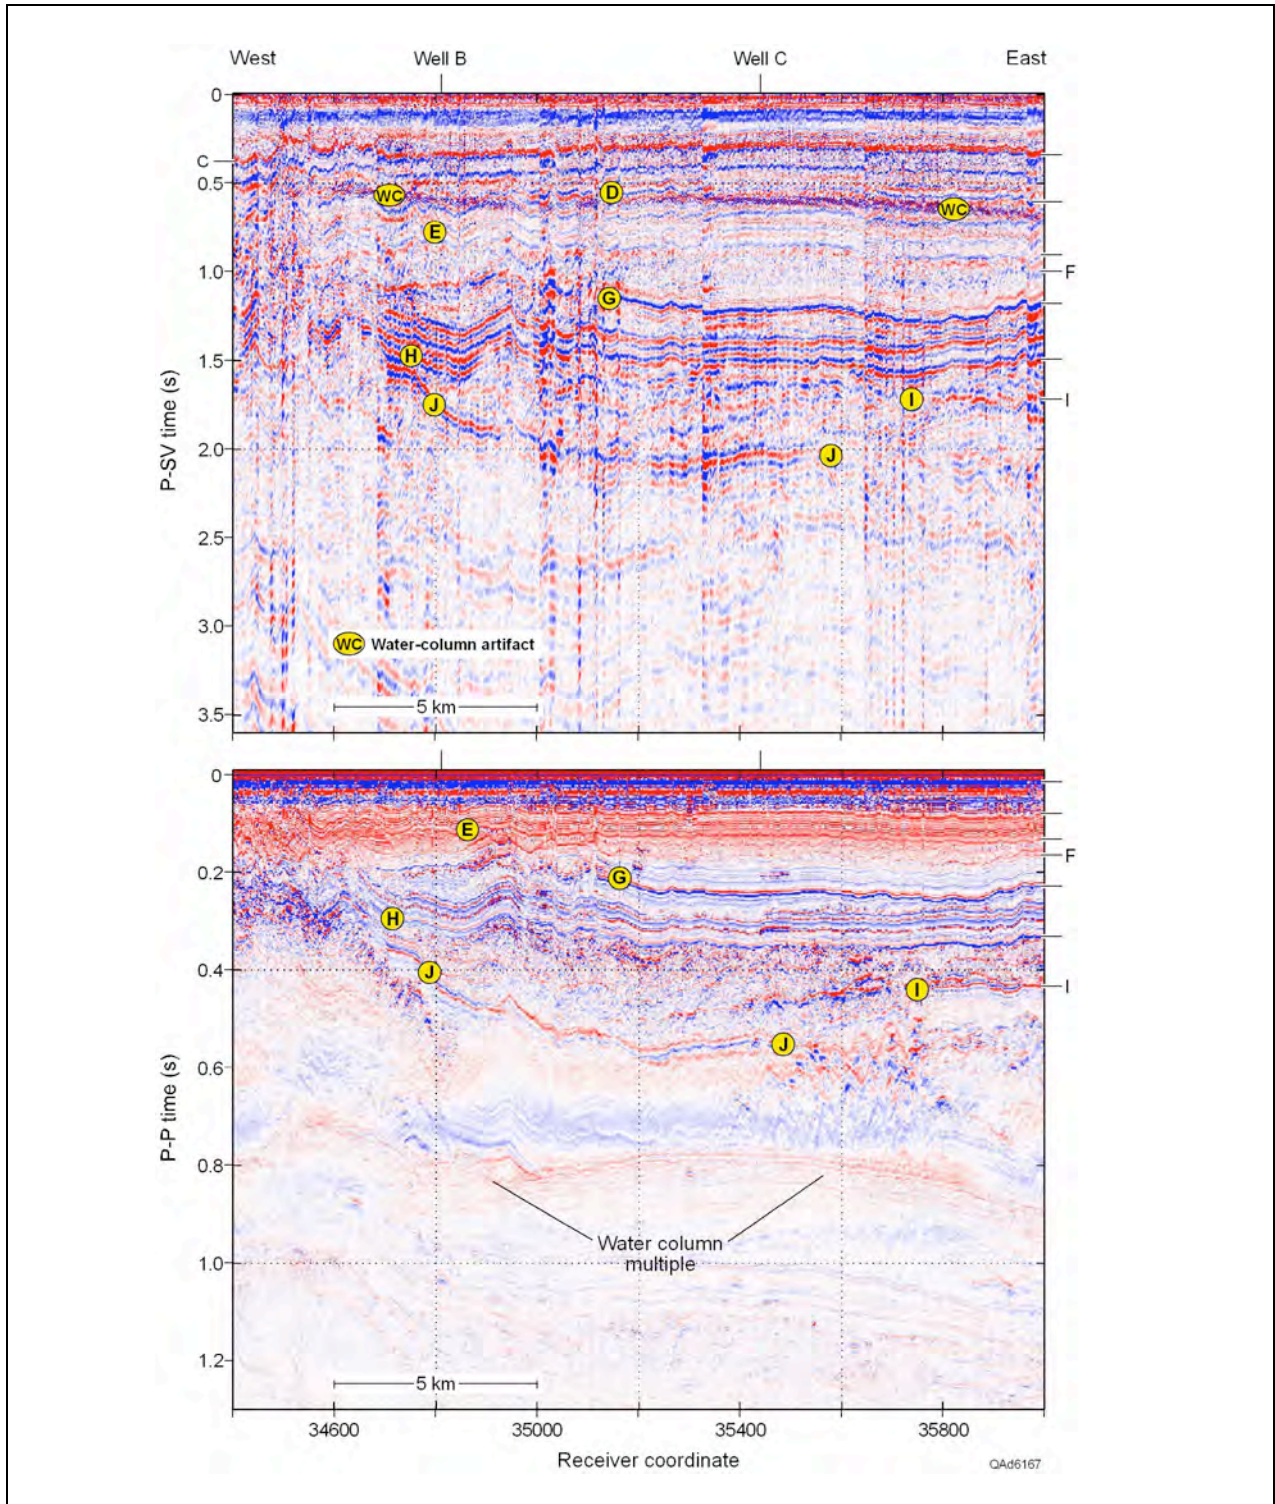 West Well B Well C East
0
C
0.5
WC D WC
E
1.0 F
G
1.5
H
J I I
2.0 J
P-SV time (s)
2.5
3.0
WC Water-column artifact
5 km
3.5
0
E
F
0.2 G
H
0.4 J I I
J
0.6
P-P time (s)
0.8
Water column
multiple
1.0
1.2
5 km
34600 35000 35400 35800
Receiver coordinate
QAd6167